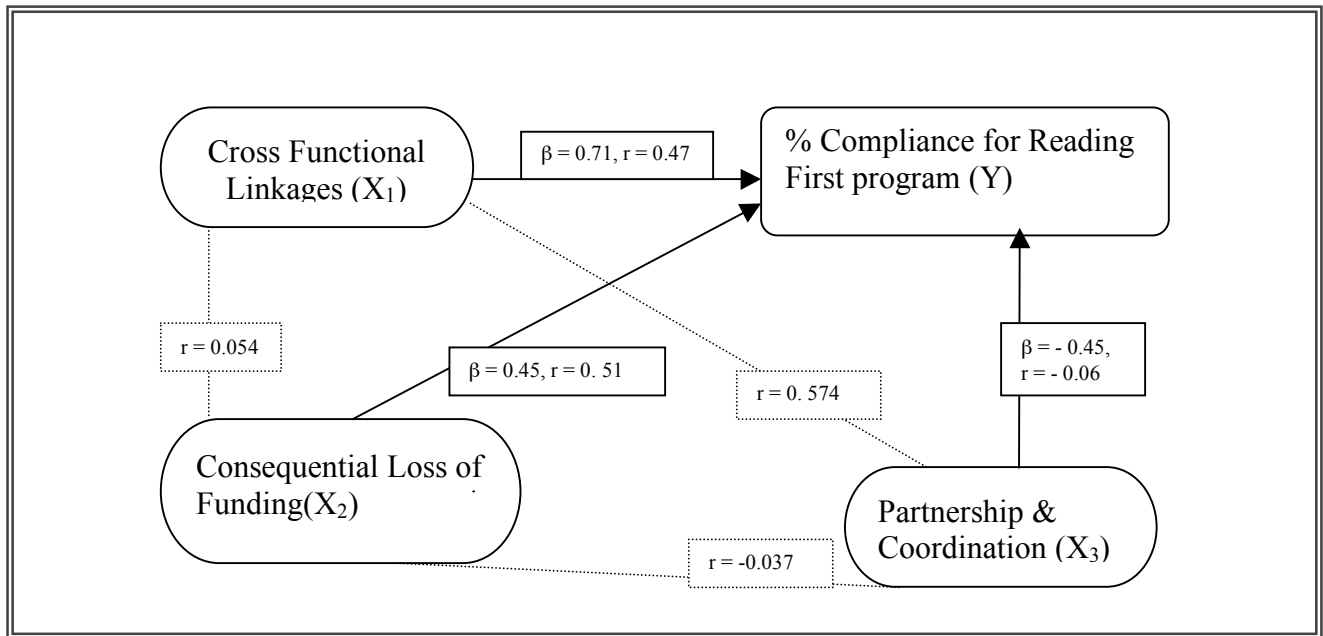 Cross Functional
Linkages (X₁)
β = 0.71, r = 0.47
% Compliance for Reading
First program (Y)
r = 0.054
β = 0.45, r = 0. 51
r = 0. 574
β = - 0.45,
r = - 0.06
Consequential Loss of
Funding(X₂)
Partnership &
Coordination (X₃)
r = -0.037